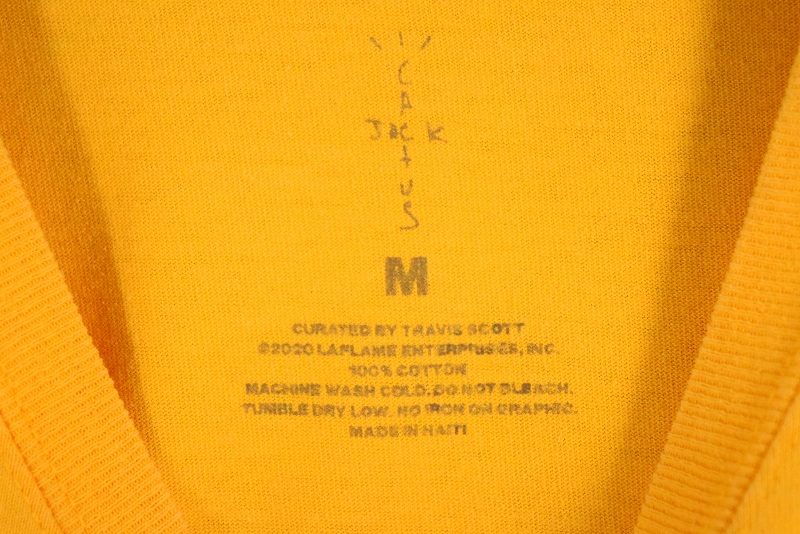 CACTUS
JACK
M
CURATED BY TRAVIS SCOTT
©2020 LAFLAME ENTERPRISES, INC.
100% COTTON
MACHINE WASH COLD. DO NOT BLEACH.
TUMBLE DRY LOW. NO IRON ON GRAPHIC.
MADE IN HAITI